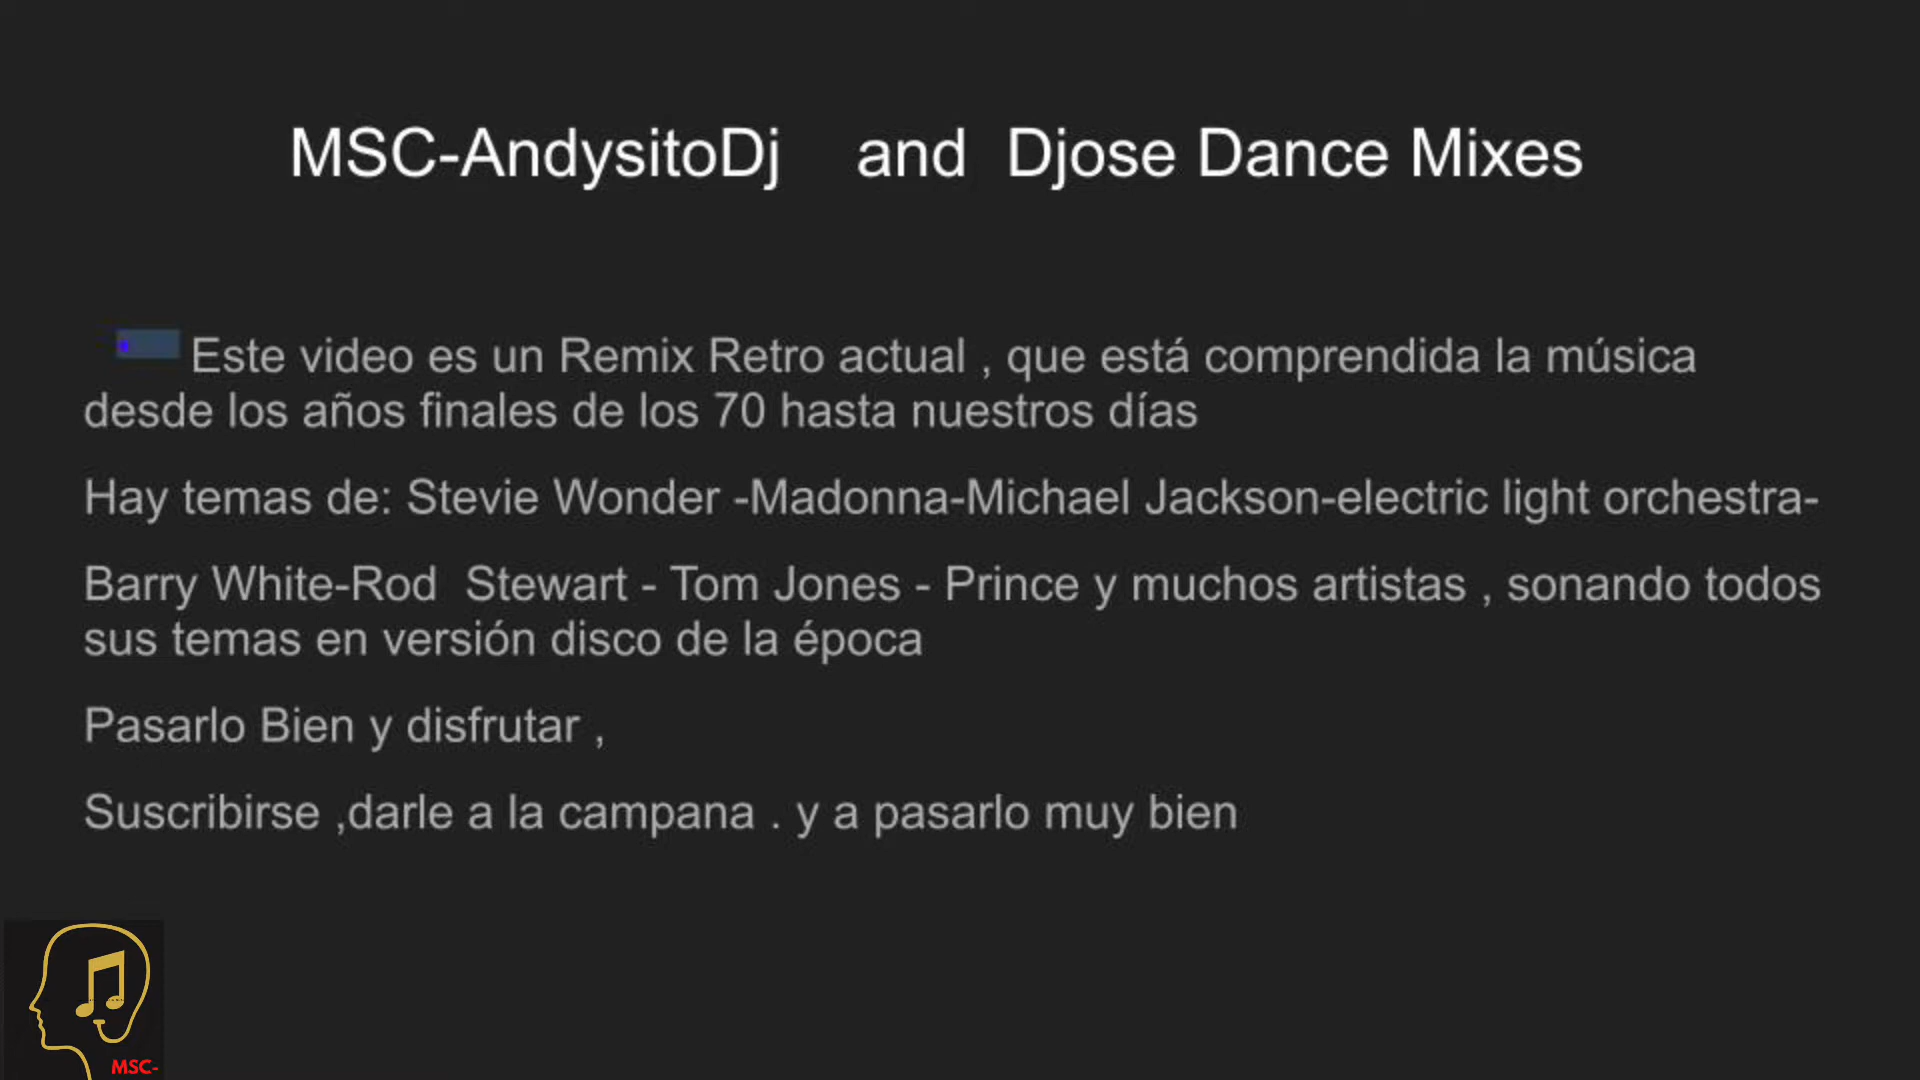 MSC-AndysitoDj and Djose Dance Mixes
Este video es un Remix Retro actual , que está comprendida la música
desde los años finales de los 70 hasta nuestros días
Hay temas de: Stevie Wonder -Madonna-Michael Jackson-electric light orchestra-
Barry White-Rod Stewart - Tom Jones - Prince y muchos artistas , sonando todos
sus temas en versión disco de la época
Pasarlo Bien y disfrutar ,
Suscribirse ,darle a la campana . y a pasarlo muy bien
MSC-